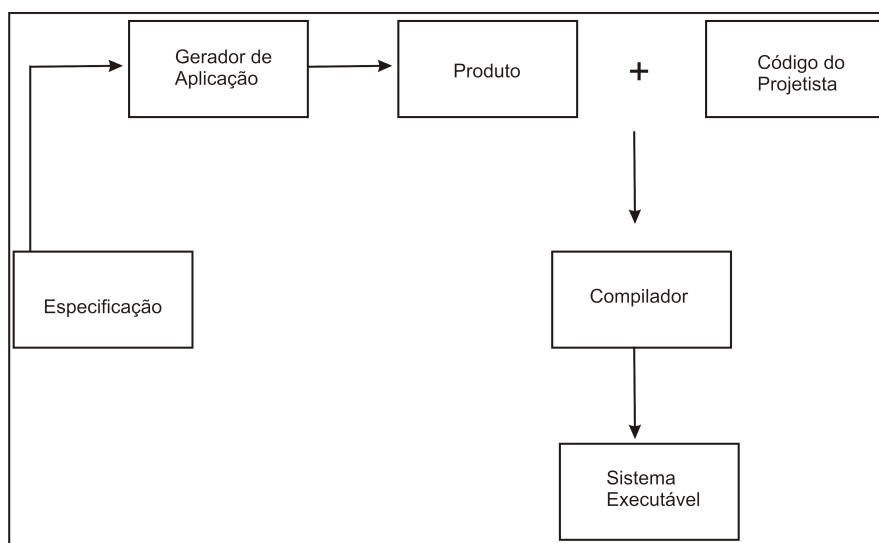 Gerador de
Aplicação
Produto
+
Código do
Projetista
Especificação
Compilador
Sistema
Executável